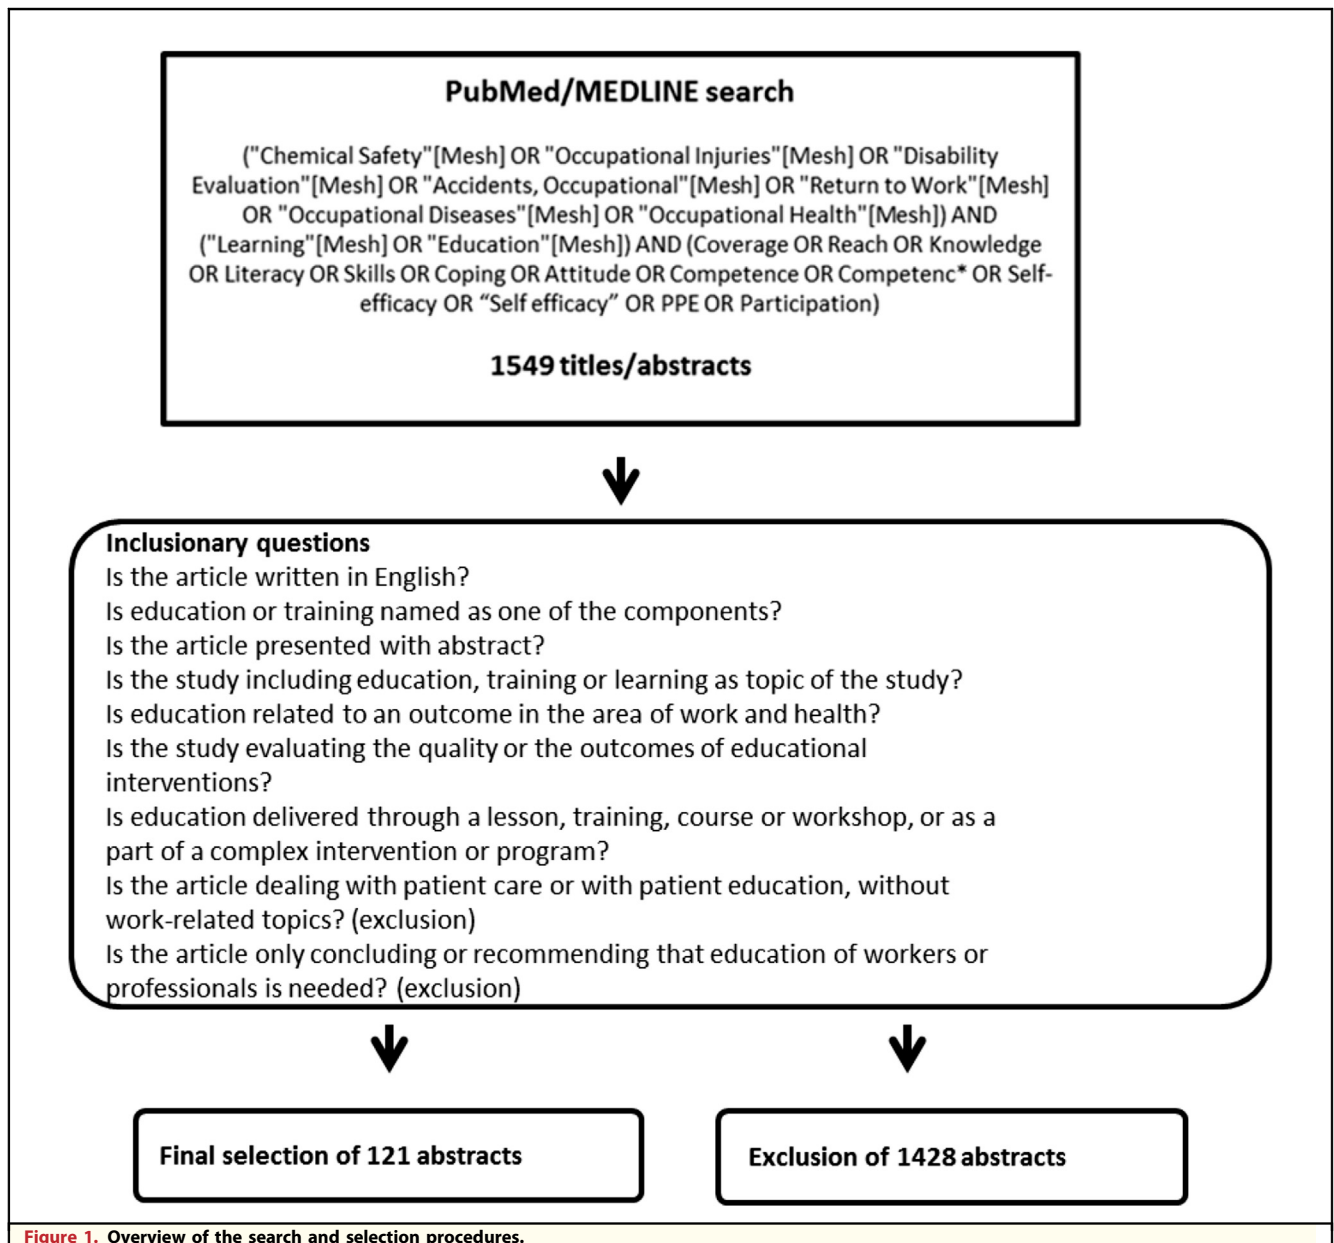 PubMed/MEDLINE search
("Chemical Safety"[Mesh] OR "Occupational Injuries"[Mesh] OR "Disability
Evaluation"[Mesh] OR "Accidents, Occupational"[Mesh] OR "Return to Work"[Mesh]
OR "Occupational Diseases"[Mesh] OR "Occupational Health"[Mesh]) AND
("Learning"[Mesh] OR "Education"[Mesh]) AND (Coverage OR Reach OR Knowledge
OR Literacy OR Skills OR Coping OR Attitude OR Competence OR Competenc* OR Self-
efficacy OR “Self efficacy” OR PPE OR Participation)
1549 titles/abstracts
Inclusionary questions
Is the article written in English?
Is education or training named as one of the components?
Is the article presented with abstract?
Is the study including education, training or learning as topic of the study?
Is education related to an outcome in the area of work and health?
Is the study evaluating the quality or the outcomes of educational
interventions?
Is education delivered through a lesson, training, course or workshop, or as a
part of a complex intervention or program?
Is the article dealing with patient care or with patient education, without
work-related topics? (exclusion)
Is the article only concluding or recommending that education of workers or
professionals is needed? (exclusion)
Final selection of 121 abstracts
Exclusion of 1428 abstracts
Figure 1. Overview of the search and selection procedures.